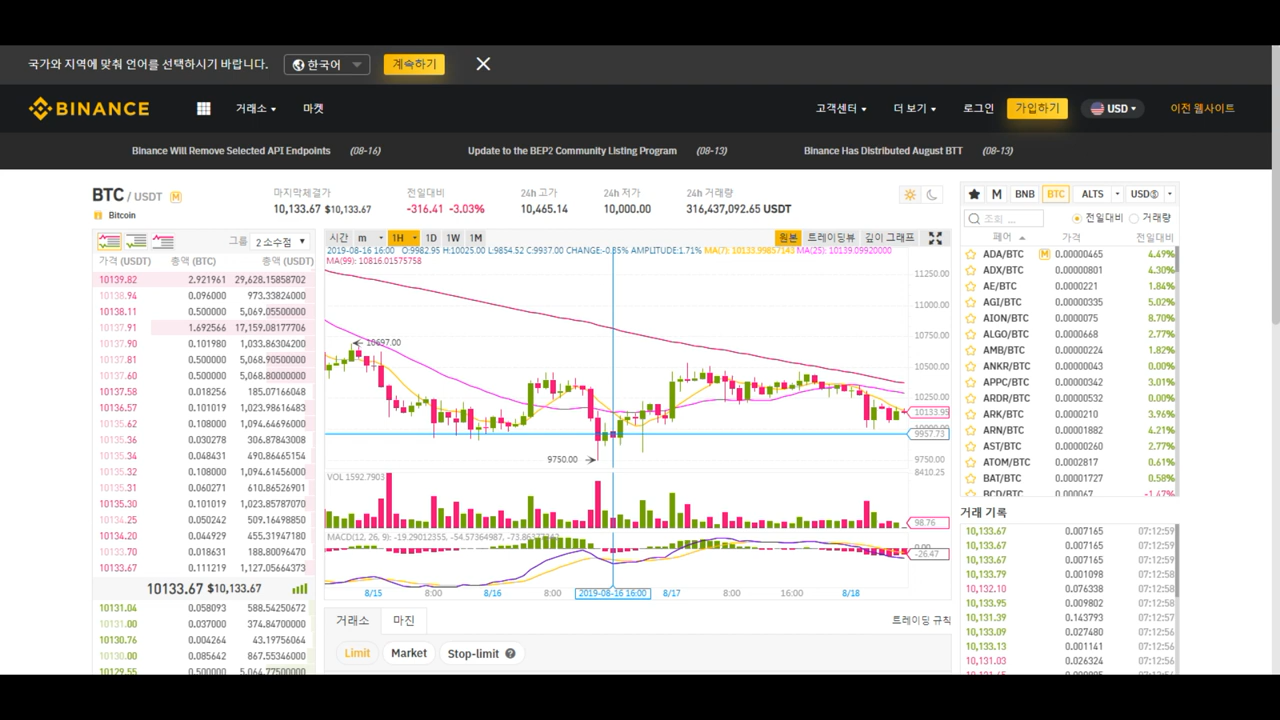 국가와 지역에 맞춰 언어를 선택하시기 바랍니다. 한국어 계속하기
BINANCE 거래소 마켓 고객센터 더 보기 로그인 가입하기 USD 이전 웹사이트
Binance Will Remove Selected API Endpoints (08-16) Update to the BEP2 Community Listing Program (08-13) Binance Has Distributed August BTT (08-13)
BTC / USDT M
Bitcoin
마지막체결가 전일대비 24h 고가 24h 저가 24h 거래량
10,133.67 $10,133.67 -316.41 -3.03% 10,465.14 10,000.00 316,437,092.65 USDT
그룹 2 소수점
가격 (USDT) 총액 (BTC) 총액 (USDT)
10139.82 2.921961 29,628.15858702
10138.94 0.096000 973.33824000
10138.11 0.500000 5,069.05500000
10137.91 1.692566 17,159.08177706
10137.90 0.101980 1,033.86304200
10137.81 0.500000 5,068.90500000
10137.60 0.500000 5,068.80000000
10137.58 0.018256 185.07166048
10136.57 0.101019 1,023.98616483
10135.62 0.108000 1,094.64696000
10135.36 0.030278 306.87843008
10135.34 0.048431 490.86465154
10135.32 0.108000 1,094.61456000
10135.31 0.060271 610.86526901
10135.30 0.101019 1,023.85787070
10134.25 0.050242 509.16498850
10134.20 0.044935 455.31947180
10133.70 0.018631 188.80096470
10133.67 0.111219 1,127.05664373
10133.67 $10,133.67
10131.04 0.058093 588.54250672
10131.00 0.037000 374.84700000
10130.76 0.004264 43.19756064
10130.00 0.085642 867.55346000
10129.55 0.500000 5,064.77500000
시간 m 1H 1D 1W 1M 원본 트레이딩뷰 깊이 그래프
2019-08-16 16:00 O:9982.95 H:10025.00 L:9854.52 C:9937.00 CHANGE:-0.85% AMPLITUDE:1.71% MA(7): 10133.99857143 MA(25): 10139.09920000
MA(99): 10816.01575758
11250.00
11000.00
10750.00
10697.00
10500.00
10250.00
10133.95
10000.00
9957.73
9750.00 9750.00
8410.25
VOL 1592.7903
98.76
MACD(12, 26, 9): -19.29012355, -54.57364987,
0.00
-26.47
8/15 8:00 8/16 8:00 2019-08-16 16:00 8/17 8:00 16:00 8/18
거래소 마진 트레이딩 규칙
Limit Market Stop-limit
M BNB BTC ALTS USDⓈ
조회 ... 전일대비 거래량
페어 가격 전일대비
ADA/BTC M 0.00000465 4.49%
ADX/BTC 0.00000801 4.30%
AE/BTC 0.0000221 1.84%
AGI/BTC 0.00000335 5.02%
AION/BTC 0.0000075 8.70%
ALGO/BTC 0.0000668 2.77%
AMB/BTC 0.00000224 1.82%
ANKR/BTC 0.00000043 0.00%
APPC/BTC 0.00000342 3.01%
ARDR/BTC 0.00000532 0.00%
ARK/BTC 0.0000210 3.96%
ARN/BTC 0.00001882 4.21%
AST/BTC 0.00000260 2.77%
ATOM/BTC 0.0002817 0.61%
BAT/BTC 0.00001727 0.58%
BCD/BTC 0.000067 -1.47%
거래 기록
10,133.67 0.007165 07:12:59
10,133.67 0.007165 07:12:59
10,133.67 0.007165 07:12:59
10,133.79 0.001098 07:12:58
10,132.10 0.076338 07:12:58
10,133.95 0.009802 07:12:58
10,131.39 0.143793 07:12:57
10,133.09 0.027480 07:12:56
10,133.13 0.001141 07:12:56
10,131.03 0.026324 07:12:56